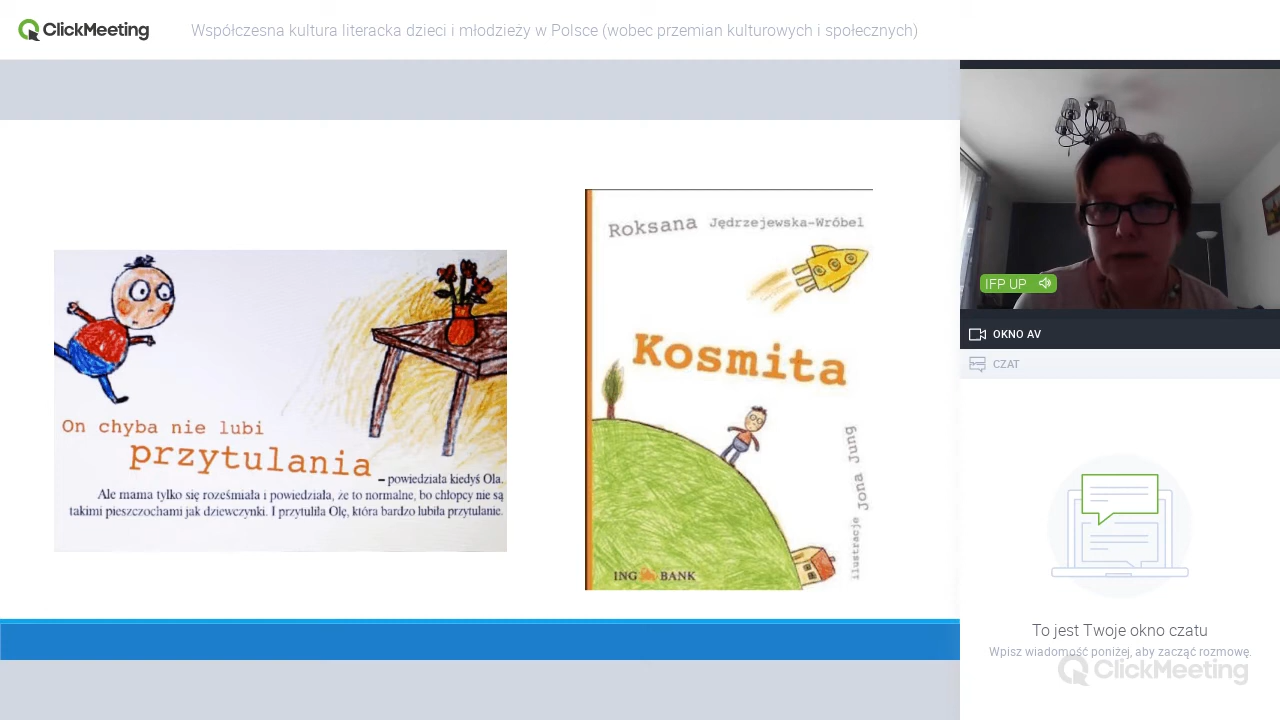 ClickMeeting
Współczesna kultura literacka dzieci i młodzieży w Polsce (wobec przemian kulturowych i społecznych)
On chyba nie lubi
przytulania
– powiedziała kiedyś Ola.
Ale mama tylko się roześmiała i powiedziała, że to normalne, bo chłopcy nie są
takimi pieszczochami jak dziewczynki. I przytuliła Olę, która bardzo lubiła przytulanie.
Roksana Jędrzejewska-Wróbel
Kosmita
ilustracje Jona Jung
ING BANK
IFP UP
OKNO AV
CZAT
To jest Twoje okno czatu
Wpisz wiadomość poniżej, aby zacząć rozmowę.
ClickMeeting